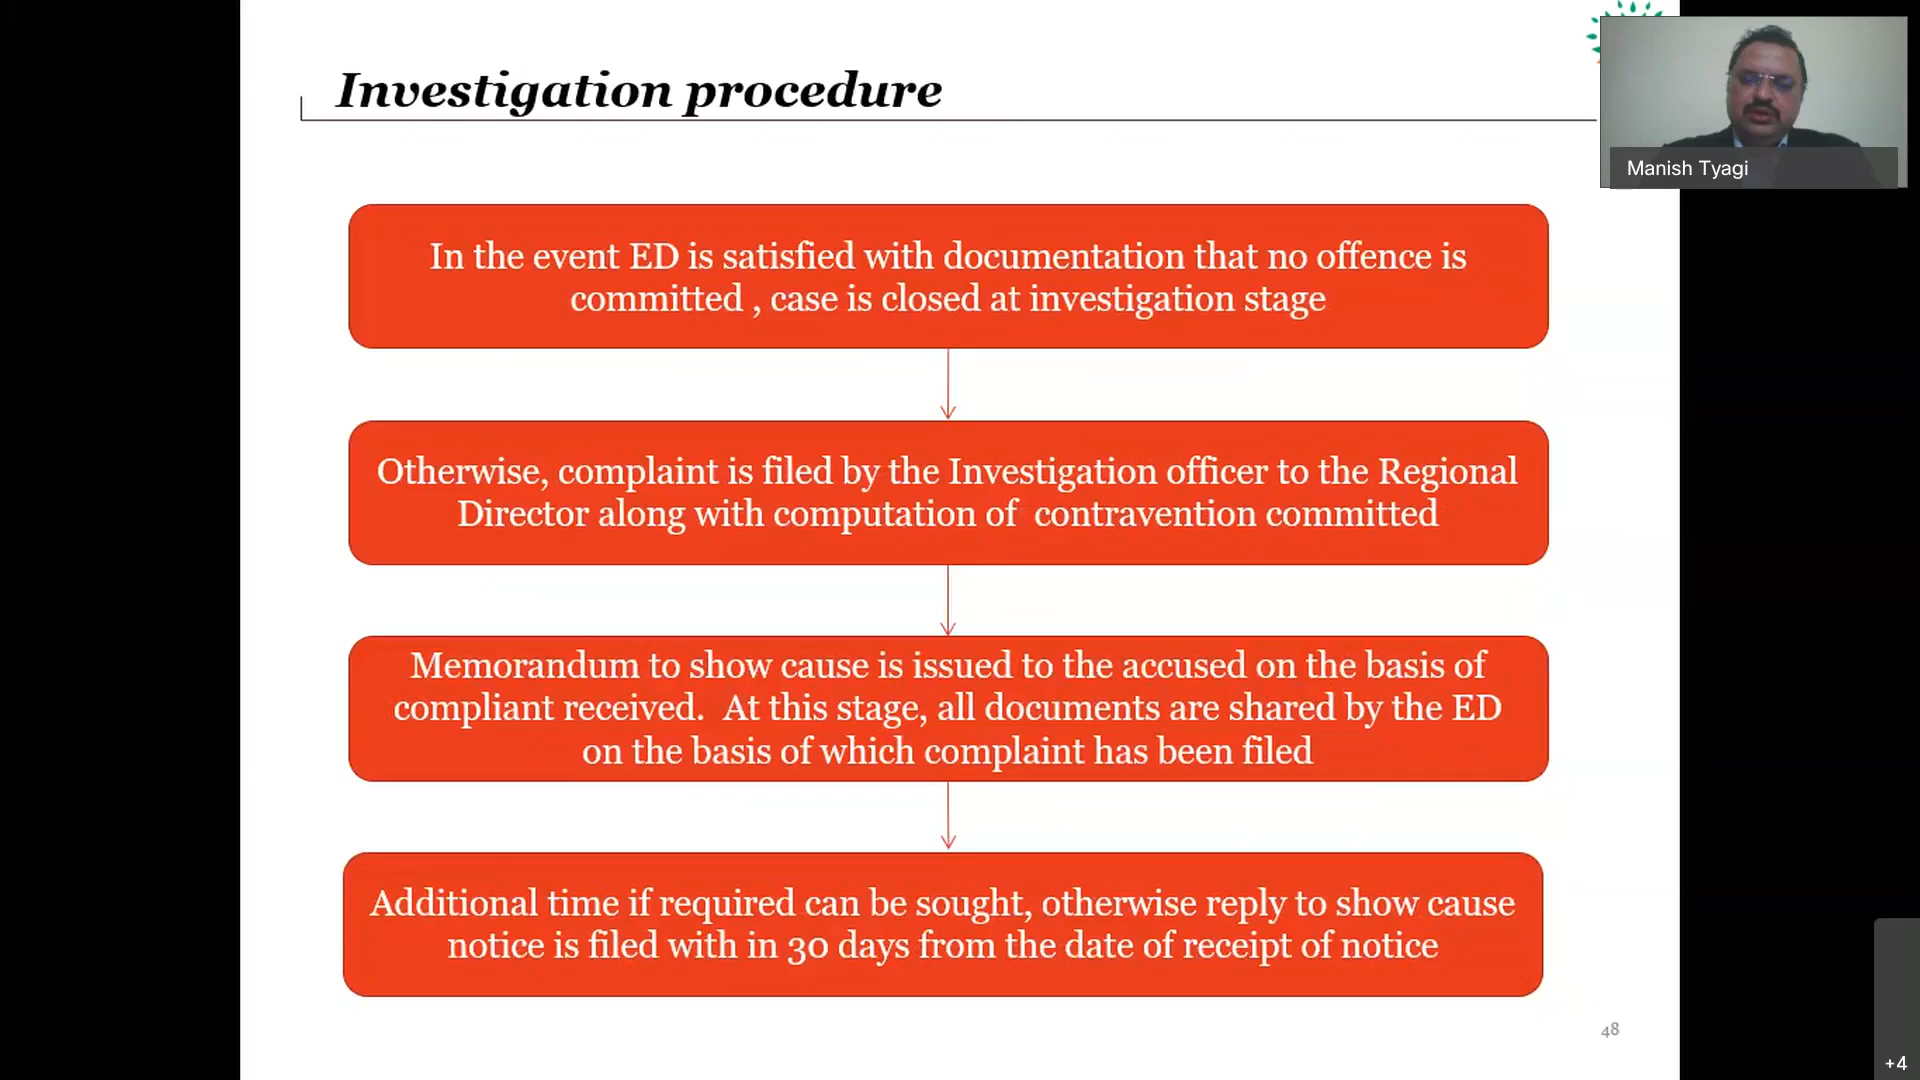 Investigation procedure
Manish Tyagi
In the event ED is satisfied with documentation that no offence is
committed , case is closed at investigation stage
Otherwise, complaint is filed by the Investigation officer to the Regional
Director along with computation of  contravention committed
Memorandum to show cause is issued to the accused on the basis of
compliant received.  At this stage, all documents are shared by the ED
on the basis of which complaint has been filed
Additional time if required can be sought, otherwise reply to show cause
notice is filed with in 30 days from the date of receipt of notice
48
+4